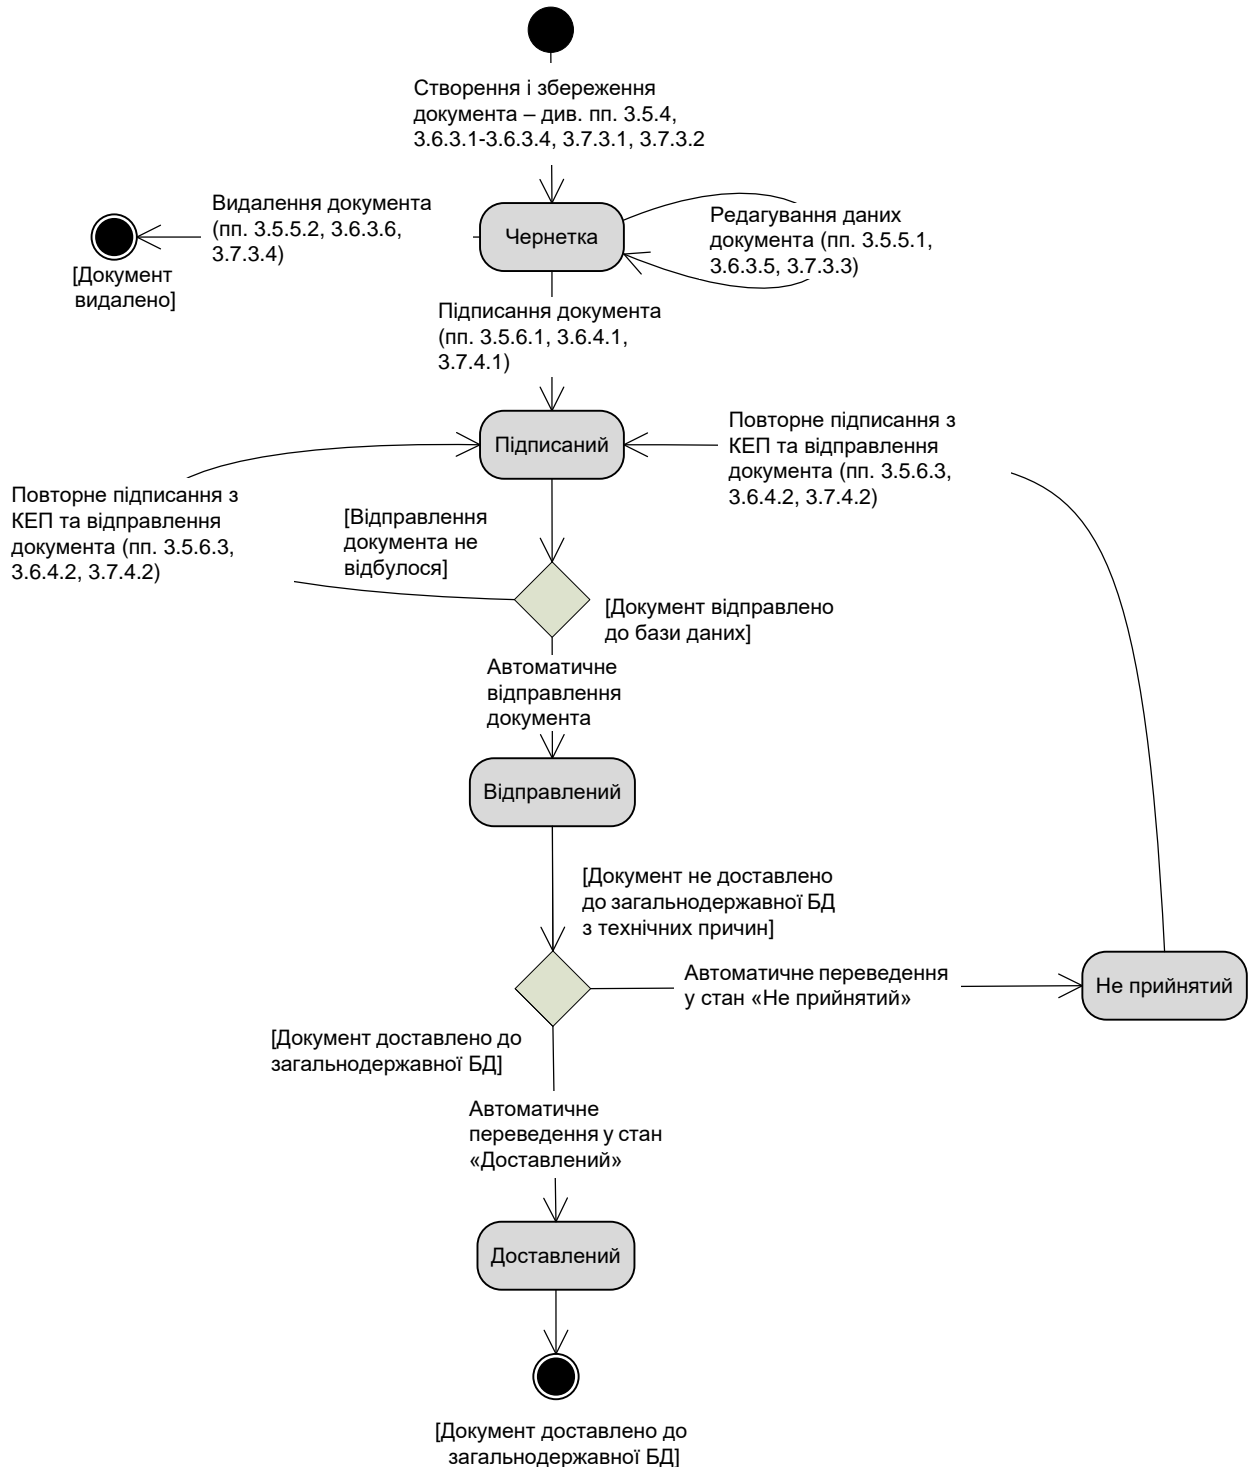 Створення і збереження
документа – див. пп. 3.5.4,
3.6.3.1-3.6.3.4, 3.7.3.1, 3.7.3.2
Видалення документа
(пп. 3.5.5.2, 3.6.3.6,
3.7.3.4)
[Документ
видалено]
Чернетка
Редагування даних
документа (пп. 3.5.5.1,
3.6.3.5, 3.7.3.3)
Підписання документа
(пп. 3.5.6.1, 3.6.4.1,
3.7.4.1)
Підписаний
Повторне підписання з
КЕП та відправлення
документа (пп. 3.5.6.3,
3.6.4.2, 3.7.4.2)
Повторне підписання з
КЕП та відправлення
документа (пп. 3.5.6.3,
3.6.4.2, 3.7.4.2)
[Відправлення
документа не
відбулося]
[Документ відправлено
до бази даних]
Автоматичне
відправлення
документа
Відправлений
[Документ не доставлено
до загальнодержавної БД
з технічних причин]
Автоматичне переведення
у стан «Не прийнятий»
Не прийнятий
[Документ доставлено до
загальнодержавної БД]
Автоматичне
переведення у стан
«Доставлений»
Доставлений
[Документ доставлено до
загальнодержавної БД]